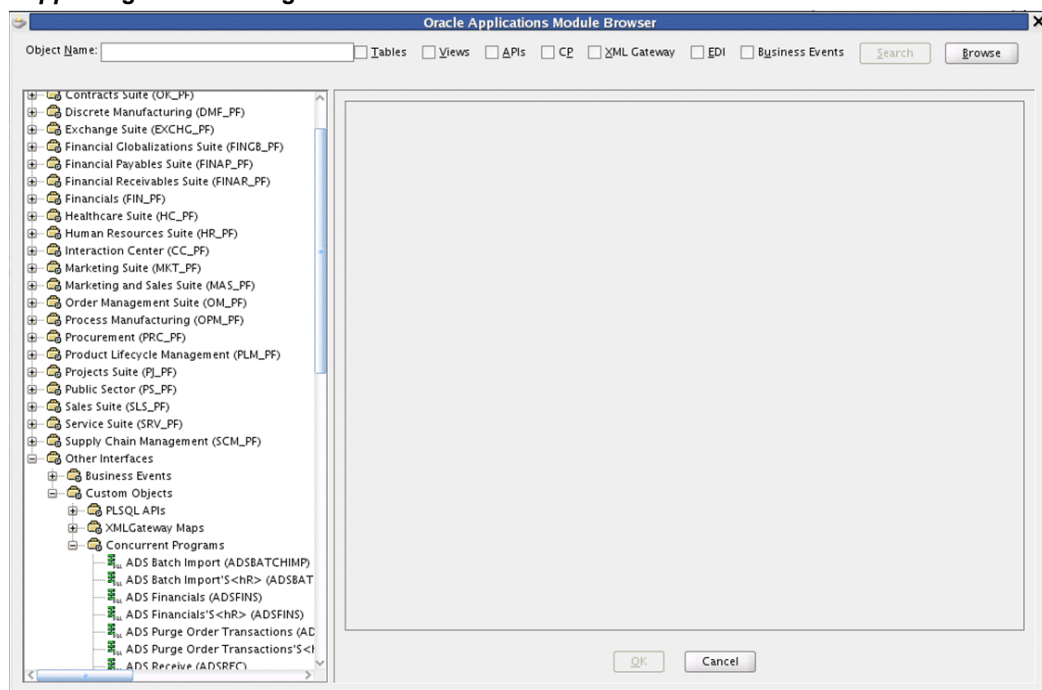 Oracle Applications Module Browser
Object Name: Tables Views APIs CP XML Gateway EDI Business Events Search Browse
Contracts Suite (OK_PF)
Discrete Manufacturing (DMF_PF)
Exchange Suite (EXCHG_PF)
Financial Globalizations Suite (FINGB_PF)
Financial Payables Suite (FINAP_PF)
Financial Receivables Suite (FINAR_PF)
Financials (FIN_PF)
Healthcare Suite (HC_PF)
Human Resources Suite (HR_PF)
Interaction Center (CC_PF)
Marketing Suite (MKT_PF)
Marketing and Sales Suite (MAS_PF)
Order Management Suite (OM_PF)
Process Manufacturing (OPM_PF)
Procurement (PRC_PF)
Product Lifecycle Management (PLM_PF)
Projects Suite (PJ_PF)
Public Sector (PS_PF)
Sales Suite (SLS_PF)
Service Suite (SRV_PF)
Supply Chain Management (SCM_PF)
Other Interfaces
Business Events
Custom Objects
PLSQL APIs
XMLGateway Maps
Concurrent Programs
ADS Batch Import (ADSBATCHIMP)
ADS Batch Import'S<hR> (ADSBAT
ADS Financials (ADSFINS)
ADS Financials'S<hR> (ADSFINS)
ADS Purge Order Transactions (AD
ADS Purge Order Transactions'S<h
ADS Receive (ADSREC)
OK Cancel